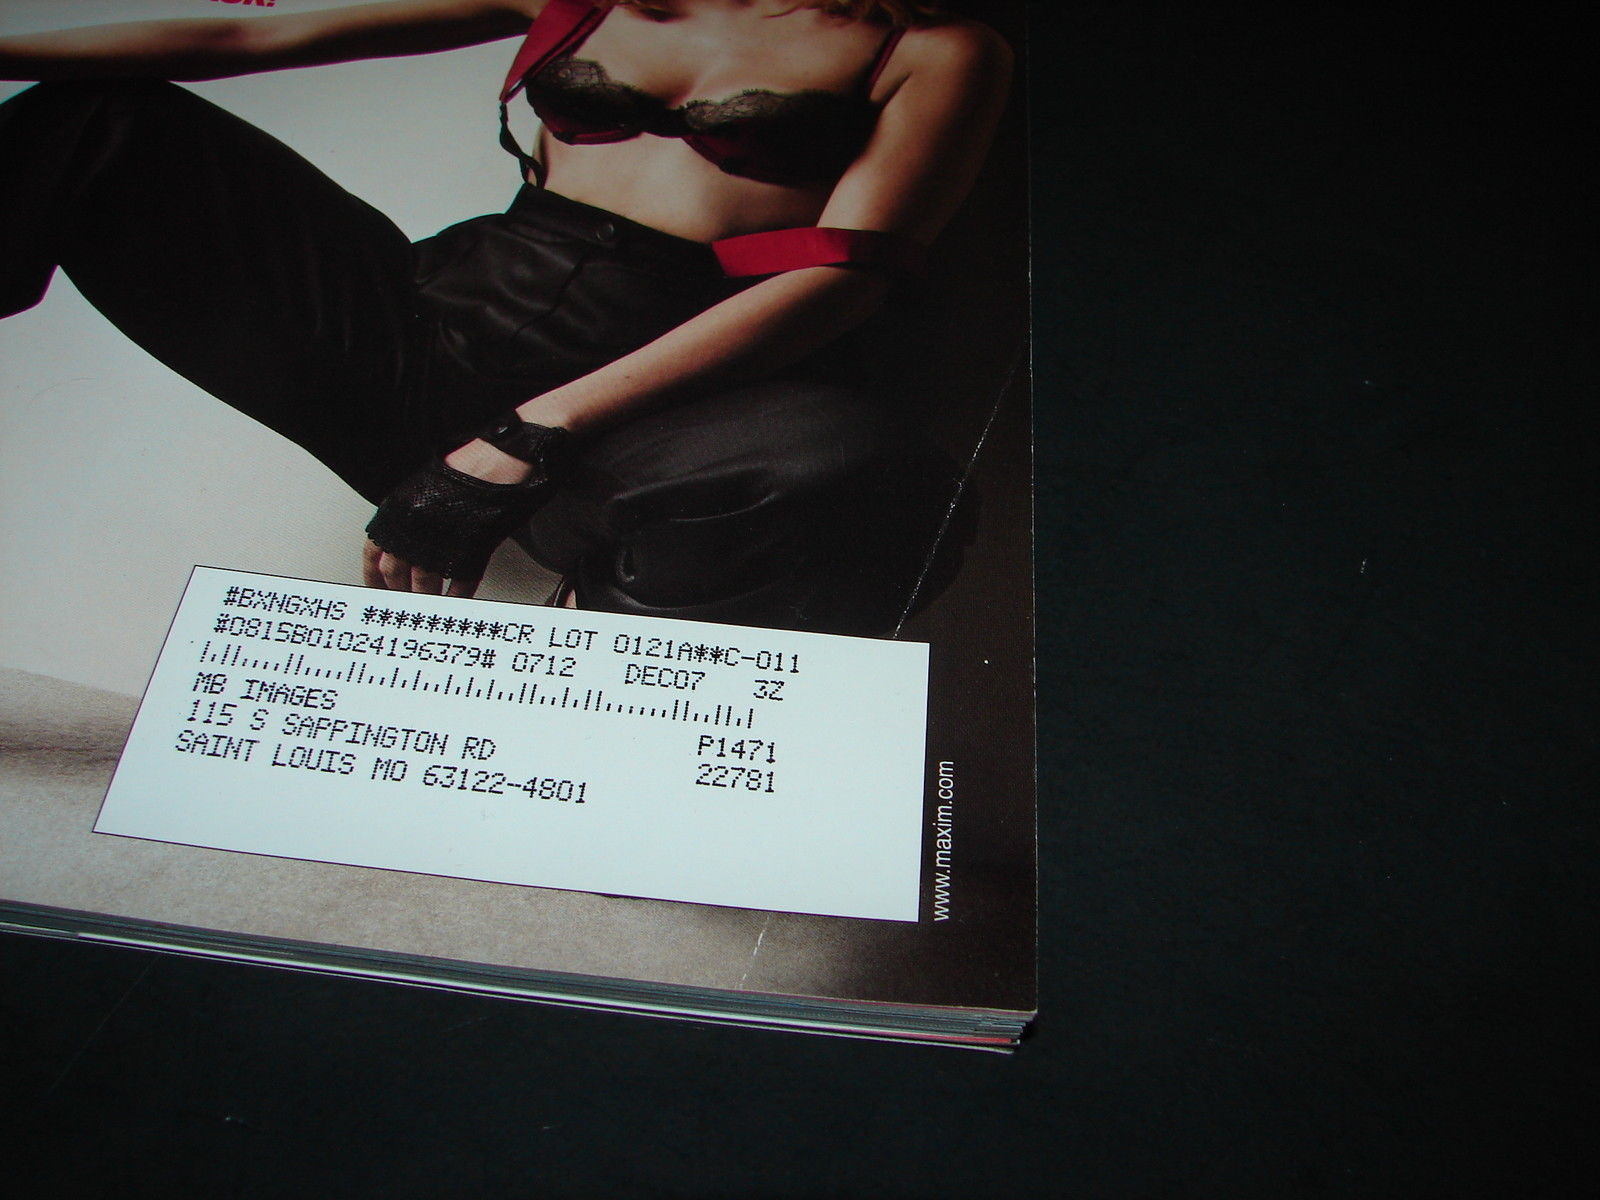 #BXNGXHS *********CR LOT 0121A**C-011
#0815B01024196379# 0712 DEC07 3Z
MB IMAGES
115 S SAPPINGTON RD P1471
SAINT LOUIS MO 63122-4801 22781
www.maxim.com